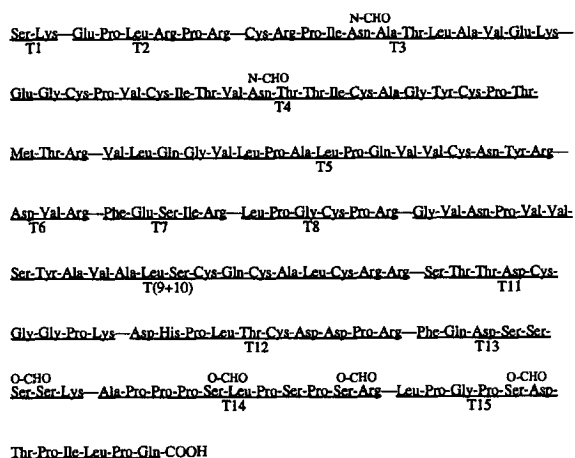 N-CHO
Ser-Lys—Glu-Pro-Leu-Arg-Pro-Arg—Cys-Arg-Pro-Ile-Asn-Ala-Thr-Leu-Ala-Val-Glu-Lys—
T1 T2 T3
N-CHO
Glu-Gly-Cys-Pro-Val-Cys-Ile-Thr-Val-Asn-Thr-Thr-Ile-Cys-Ala-Gly-Tyr-Cys-Pro-Thr-
T4
Met-Thr-Arg—Val-Leu-Gln-Gly-Val-Leu-Pro-Ala-Leu-Pro-Gln-Val-Val-Cys-Asn-Tyr-Arg—
T5
Asp-Val-Arg—Phe-Glu-Ser-Ile-Arg—Leu-Pro-Gly-Cys-Pro-Arg—Gly-Val-Asn-Pro-Val-Val-
T6 T7 T8
Ser-Tyr-Ala-Val-Ala-Leu-Ser-Cys-Gln-Cys-Ala-Leu-Cys-Arg-Arg—Ser-Thr-Thr-Asp-Cys-
T(9+10) T11
Gly-Gly-Pro-Lys—Asp-His-Pro-Leu-Thr-Cys-Asp-Asp-Pro-Arg—Phe-Gln-Asp-Ser-Ser-
T12 T13
O-CHO O-CHO O-CHO O-CHO
Ser-Ser-Lys—Ala-Pro-Pro-Pro-Ser-Leu-Pro-Ser-Pro-Ser-Arg—Leu-Pro-Gly-Pro-Ser-Asp-
T14 T15
Thr-Pro-Ile-Leu-Pro-Gln-COOH